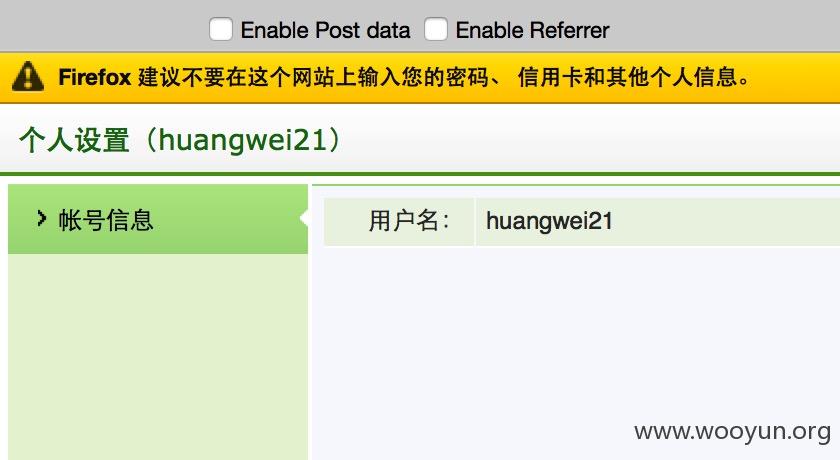 Enable Post data Enable Referrer
Firefox 建议不要在这个网站上输入您的密码、信用卡和其他个人信息。
个人设置（huangwei21）
帐号信息
用户名： huangwei21
www.wooyun.org